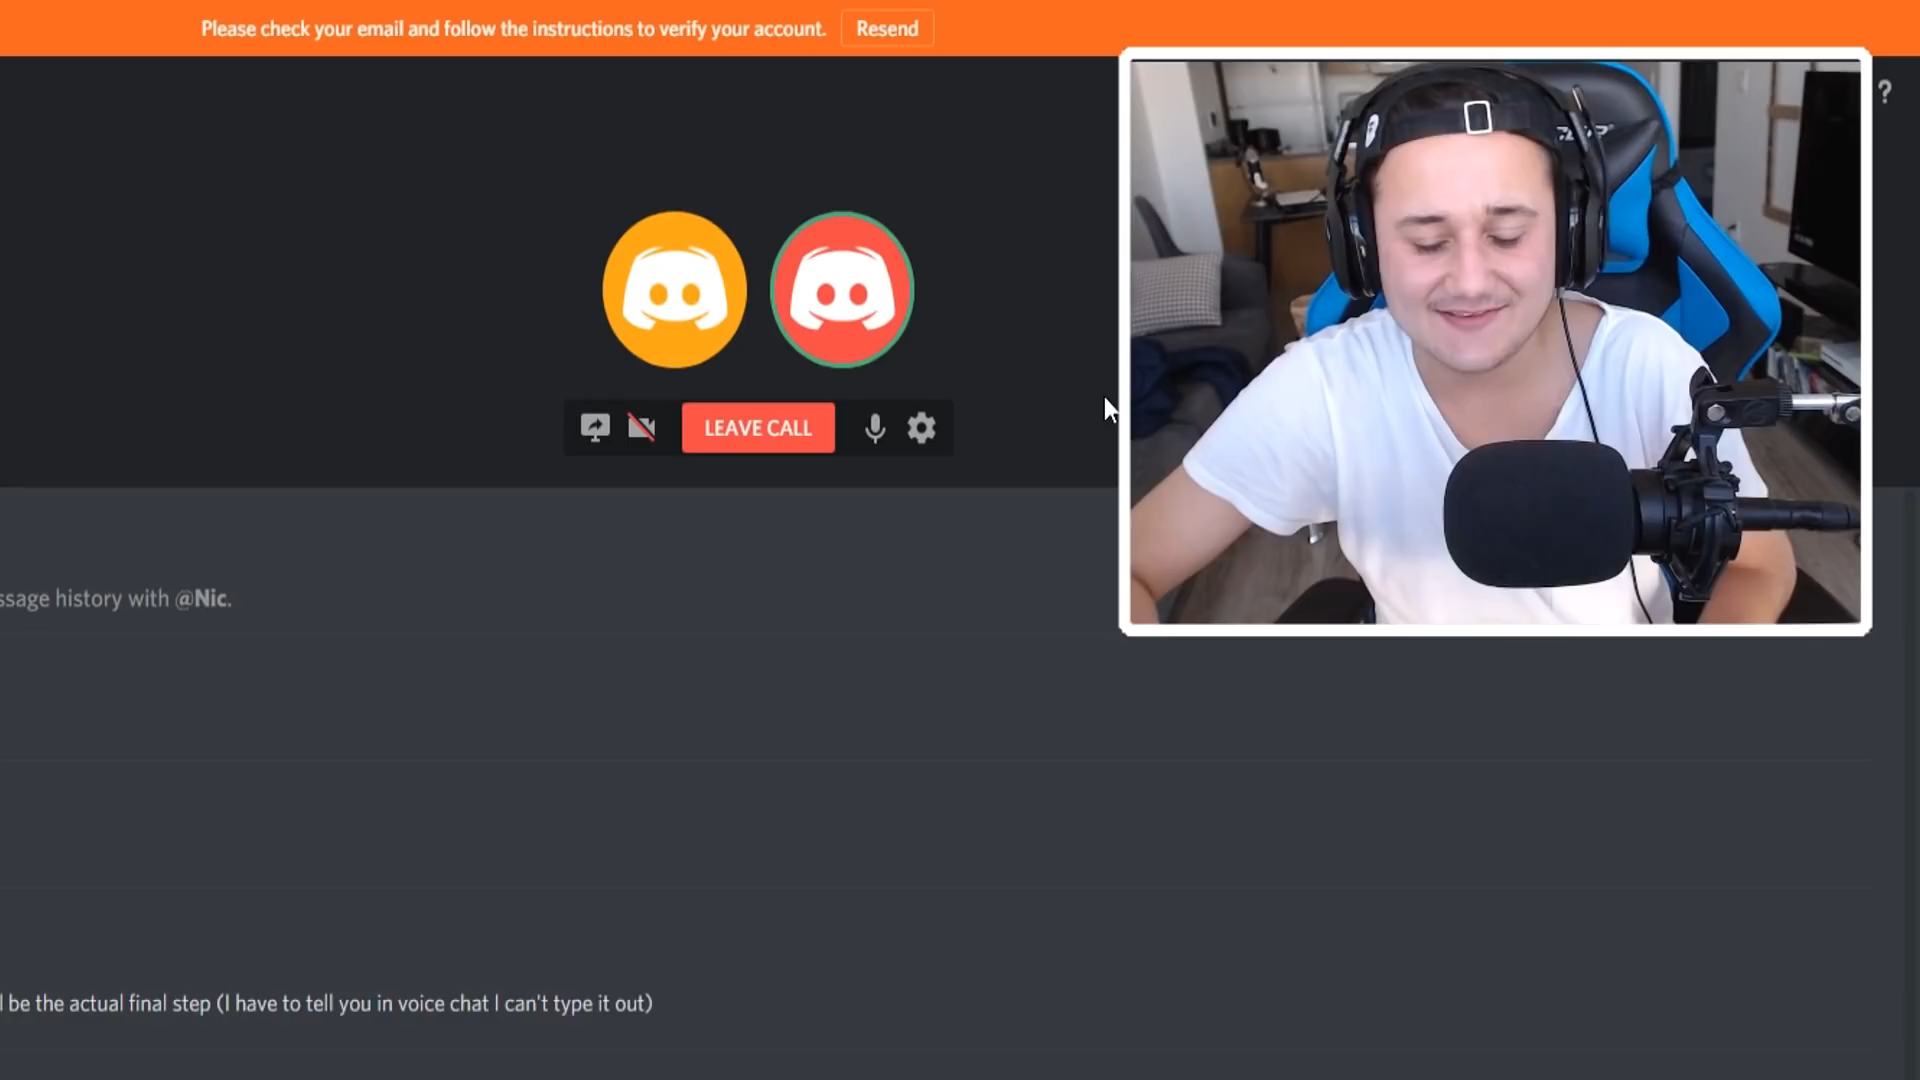 Please check your email and follow the instructions to verify your account.
Resend
?
LEAVE CALL
ssage history with @Nic.
l be the actual final step (I have to tell you in voice chat I can't type it out)